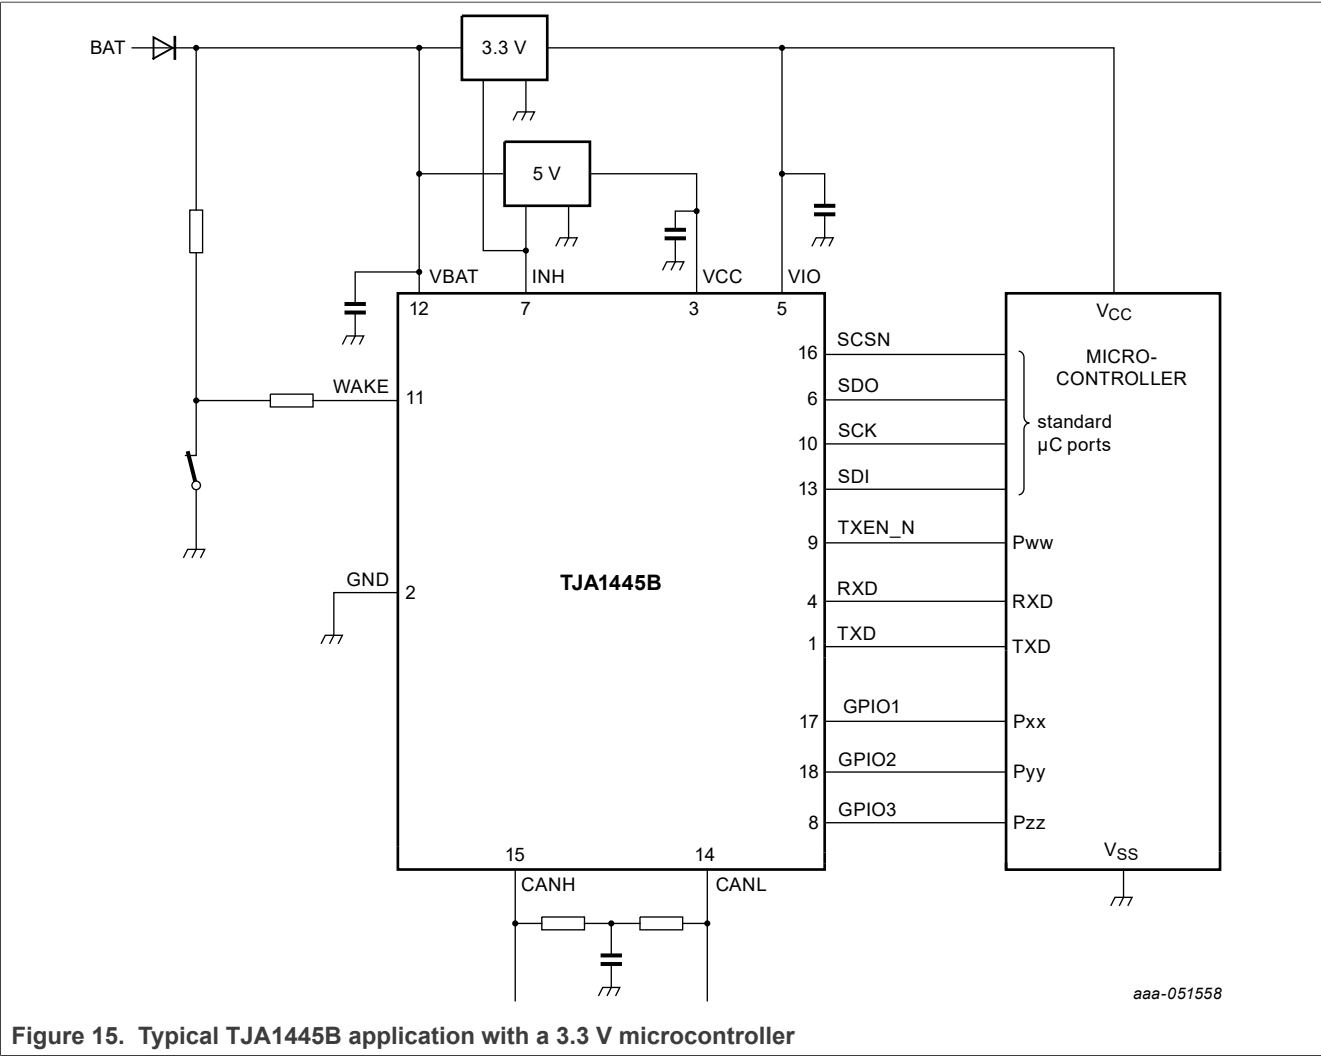 BAT
3.3 V
5 V
VBAT
INH
VCC
VIO
12
7
3
5
VCC
MICRO-
CONTROLLER
standard
µC ports
16
SCSN
6
SDO
10
SCK
13
SDI
WAKE
11
9
TXEN_N
Pww
GND
2
TJA1445B
4
RXD
RXD
1
TXD
TXD
17
GPIO1
Pxx
18
GPIO2
Pyy
8
GPIO3
Pzz
15
14
VSS
CANH
CANL
aaa-051558
Figure 15. Typical TJA1445B application with a 3.3 V microcontroller